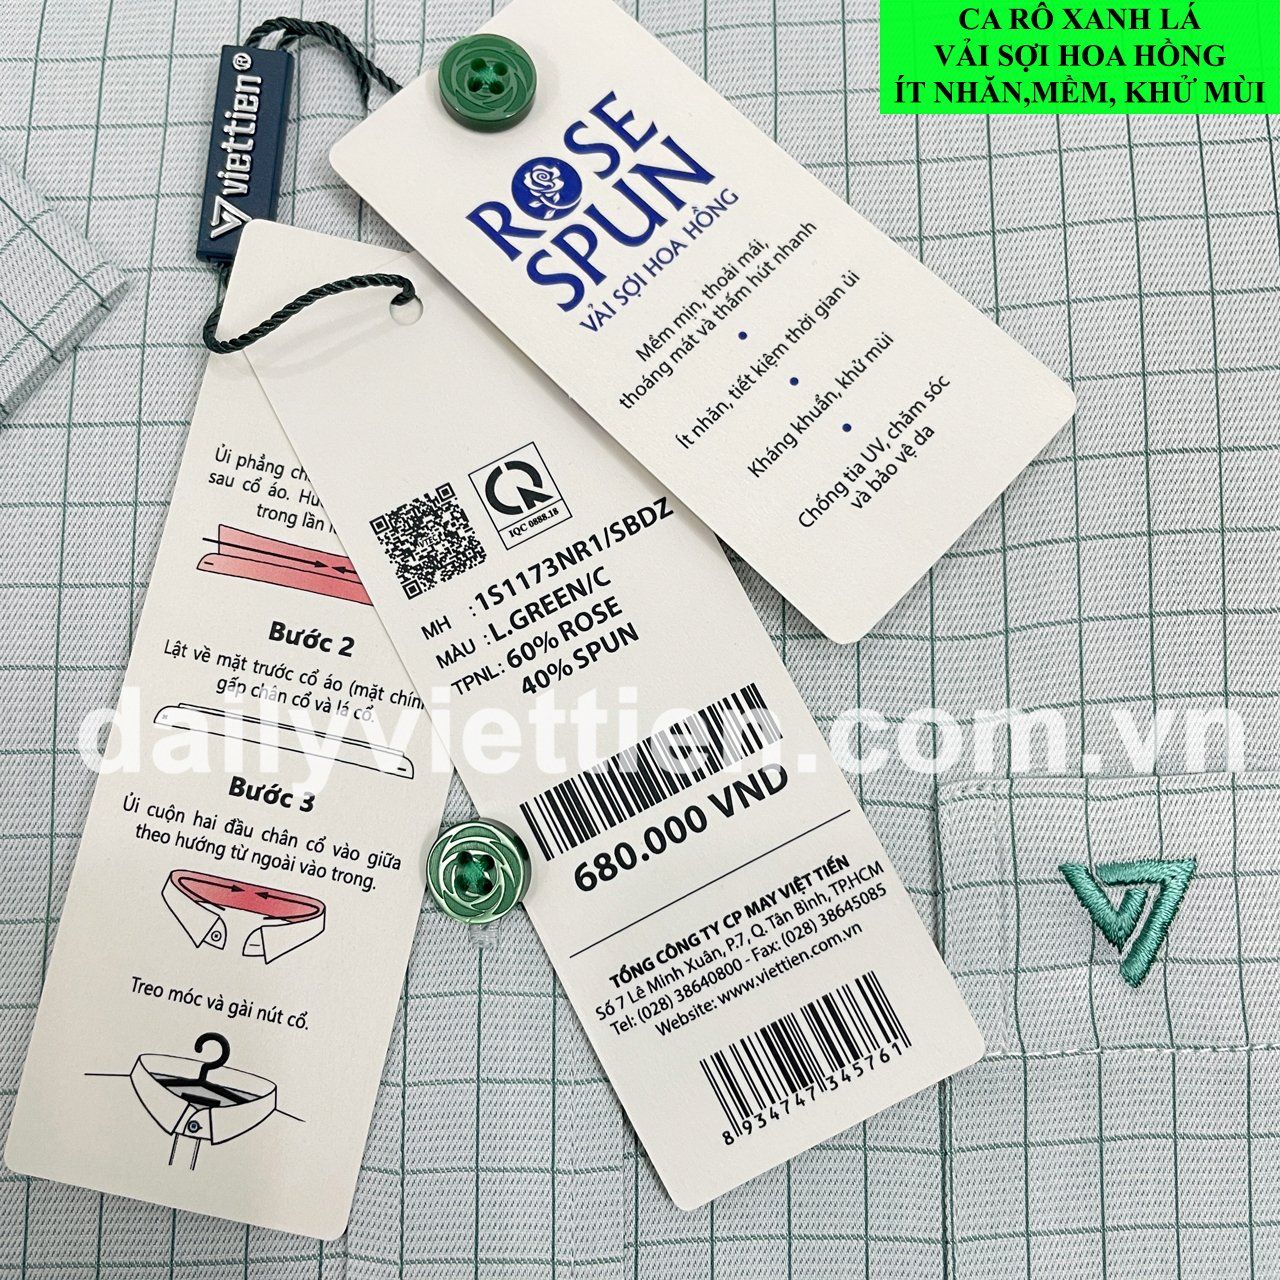 CA RÔ XANH LÁ
VẢI SỢI HOA HỒNG
ÍT NHĂN,MỀM, KHỬ MÙI
viettien®
ROSE
SPUN
VẢI SỢI HOA HỒNG
Mềm mịn, thoải mái,
thoáng mát và thấm hút nhanh
Ít nhăn, tiết kiệm thời gian ủi
Kháng khuẩn, khử mùi
Chống tia UV, chăm sóc
và bảo vệ da
Ủi phẳng
sau cổ áo.
trong lần
Bước 2
Lật về mặt trước cổ áo (mặt
gấp chân cổ và lá cổ.
Bước 3
Ủi cuộn hai đầu chân cổ vào giữa
theo hướng từ ngoài vào trong.
Treo móc và gài nút cổ.
IQC 0888.18
MH : 1S1173NR1/SBDZ
MÀU : L.GREEN/C
TPNL: 60% ROSE
40% SPUN
680.000 VND
TỔNG CÔNG TY CP MAY VIỆT TIẾN
Số 7 Lê Minh Xuân, P.7, Q. Tân Bình, TP.HCM
Tel: (028) 38640800 - Fax: (028) 38645085
Website: www.viettien.com.vn
8 934747 345761
dailyviettien.com.vn